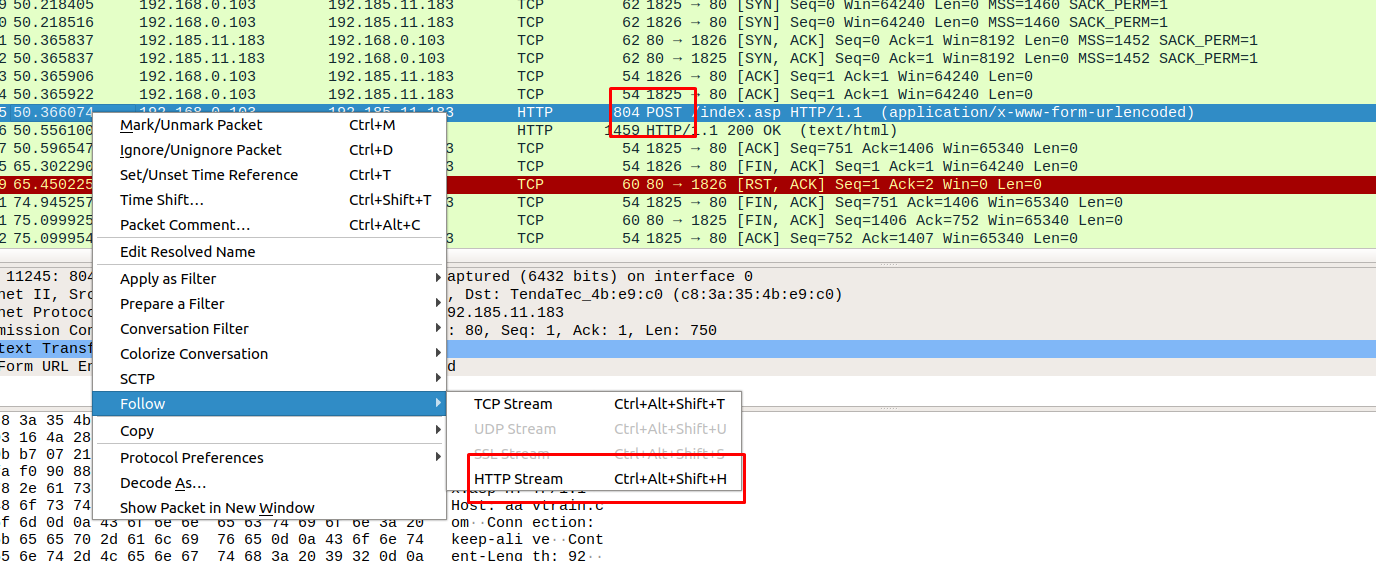 9 50.218405 192.168.0.103 192.185.11.183 TCP 62 1825 → 80 [SYN] Seq=0 Win=64240 Len=0 MSS=1460 SACK_PERM=1
0 50.218516 192.168.0.103 192.185.11.183 TCP 62 1826 → 80 [SYN] Seq=0 Win=64240 Len=0 MSS=1460 SACK_PERM=1
1 50.365837 192.185.11.183 192.168.0.103 TCP 62 80 → 1826 [SYN, ACK] Seq=0 Ack=1 Win=8192 Len=0 MSS=1452 SACK_PERM=1
2 50.365837 192.185.11.183 192.168.0.103 TCP 62 80 → 1825 [SYN, ACK] Seq=0 Ack=1 Win=8192 Len=0 MSS=1452 SACK_PERM=1
3 50.365906 192.168.0.103 192.185.11.183 TCP 54 1826 → 80 [ACK] Seq=1 Ack=1 Win=64240 Len=0
4 50.365922 192.168.0.103 192.185.11.183 TCP 54 1825 → 80 [ACK] Seq=1 Ack=1 Win=64240 Len=0
5 50.366074 192.168.0.103 192.185.11.183 HTTP 804 POST /index.asp HTTP/1.1 (application/x-www-form-urlencoded)
6 50.556100 HTTP 1459 HTTP/1.1 200 OK (text/html)
7 50.596547 3 TCP 54 1825 → 80 [ACK] Seq=751 Ack=1406 Win=65340 Len=0
5 65.302290 3 TCP 54 1826 → 80 [FIN, ACK] Seq=1 Ack=1 Win=64240 Len=0
9 65.450225 TCP 60 80 → 1826 [RST, ACK] Seq=1 Ack=2 Win=0 Len=0
1 74.945257 3 TCP 54 1825 → 80 [FIN, ACK] Seq=751 Ack=1406 Win=65340 Len=0
1 75.099925 TCP 60 80 → 1825 [FIN, ACK] Seq=1406 Ack=752 Win=65340 Len=0
2 75.099954 3 TCP 54 1825 → 80 [ACK] Seq=752 Ack=1407 Win=65340 Len=0
Mark/Unmark Packet Ctrl+M
Ignore/Unignore Packet Ctrl+D
Set/Unset Time Reference Ctrl+T
Time Shift… Ctrl+Shift+T
Packet Comment… Ctrl+Alt+C
Edit Resolved Name
Apply as Filter
Prepare a Filter
Conversation Filter
Colorize Conversation
SCTP
Follow
Copy
Protocol Preferences
Decode As…
Show Packet in New Window
TCP Stream Ctrl+Alt+Shift+T
UDP Stream Ctrl+Alt+Shift+U
SSL Stream Ctrl+Alt+Shift+S
HTTP Stream Ctrl+Alt+Shift+H
11245: 804 aptured (6432 bits) on interface 0
net II, Src , Dst: TendaTec_4b:e9:c0 (c8:3a:35:4b:e9:c0)
net Protoco 92.185.11.183
mission Con : 80, Seq: 1, Ack: 1, Len: 750
text Transf
Form URL En d
8 3a 35 4b
93 16 4a 28
b b7 07 21
a f0 90 88
8 2e 61 73
8 6f 73 74 Host: aa vtrain.c
f 6d 0d 0a 43 6f 6e 6e 65 63 74 69 6f 6e 3a 20 om··Conn ection:
b 65 65 70 2d 61 6c 69 76 65 0d 0a 43 6f 6e 74 keep-ali ve··Cont
5 6e 74 2d 4c 65 6e 67 74 68 3a 20 39 32 0d 0a ent-Leng th: 92··